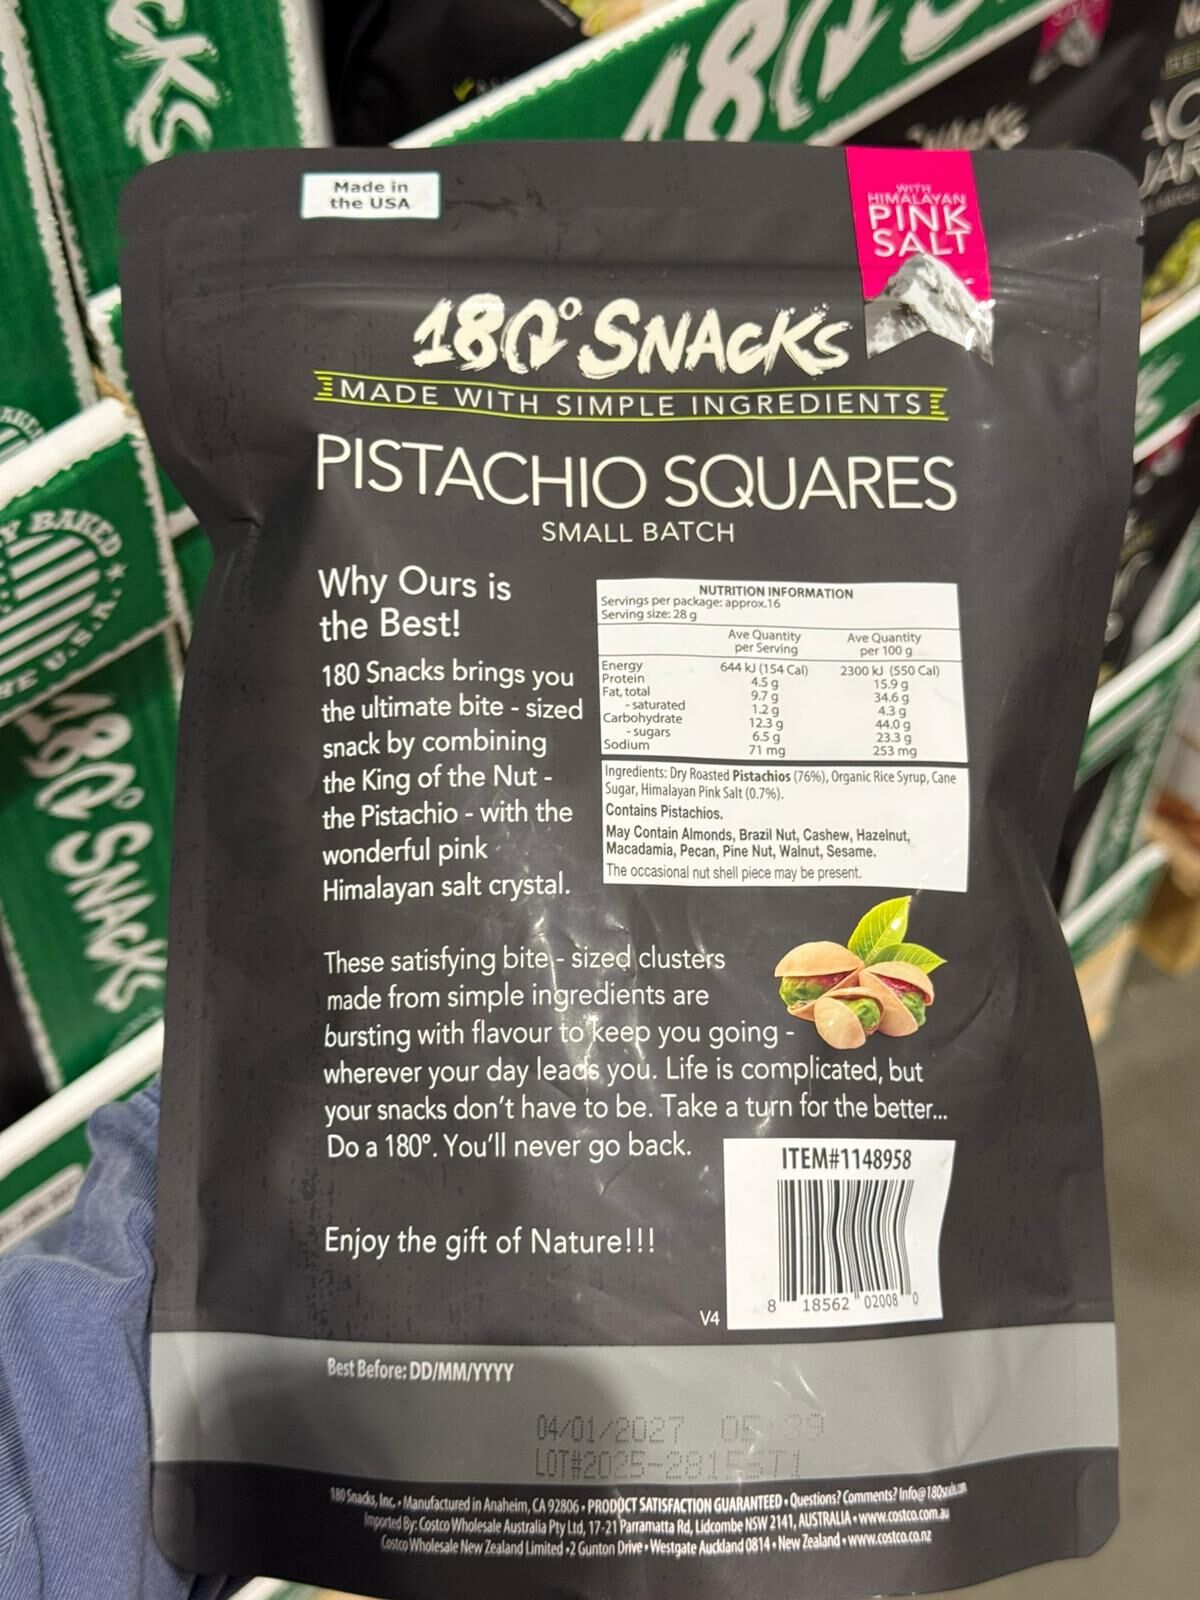 CKS
180
SNACKS
Made in
the USA
WITH
HIMALAYAN
PINK
SALT
180° SNACKS
MADE WITH SIMPLE INGREDIENTS
PISTACHIO SQUARES
SMALL BATCH
Why Ours is
the Best!
180 Snacks brings you
the ultimate bite - sized
snack by combining
the King of the Nut -
the Pistachio - with the
wonderful pink
Himalayan salt crystal.
NUTRITION INFORMATION
Servings per package: approx.16
Serving size: 28 g
Ave Quantity per Serving Ave Quantity per 100 g
Energy 644 kJ (154 Cal) 2300 kJ (550 Cal)
Protein 4.5 g 15.9 g
Fat, total 9.7 g 34.6 g
- saturated 1.2 g 4.3 g
Carbohydrate 12.3 g 44.0 g
- sugars 6.5 g 23.3 g
Sodium 71 mg 253 mg
Ingredients: Dry Roasted Pistachios (76%), Organic Rice Syrup, Cane
Sugar, Himalayan Pink Salt (0.7%).
Contains Pistachios.
May Contain Almonds, Brazil Nut, Cashew, Hazelnut,
Macadamia, Pecan, Pine Nut, Walnut, Sesame.
The occasional nut shell piece may be present.
These satisfying bite - sized clusters
made from simple ingredients are
bursting with flavour to keep you going -
wherever your day leads you. Life is complicated, but
your snacks don't have to be. Take a turn for the better...
Do a 180°. You'll never go back.
Enjoy the gift of Nature!!!
ITEM#1148958
8 18562 02008 0
V4
Best Before: DD/MM/YYYY
04/01/2027
180 Snacks, Inc. • Manufactured in Anaheim, CA 92806 • PRODUCT SATISFACTION GUARANTEED • Questions? Comments?
Imported By: Costco Wholesale Australia Pty Ltd, 17-21 Parramatta Rd, Lidcombe NSW 2141, AUSTRALIA • www.costco.com.au
Costco Wholesale New Zealand Limited • 2 Gunton Drive • Westgate Auckland 0814 • New Zealand • www.costco.co.nz
BAKED
U.S.A.
180° SNACKS